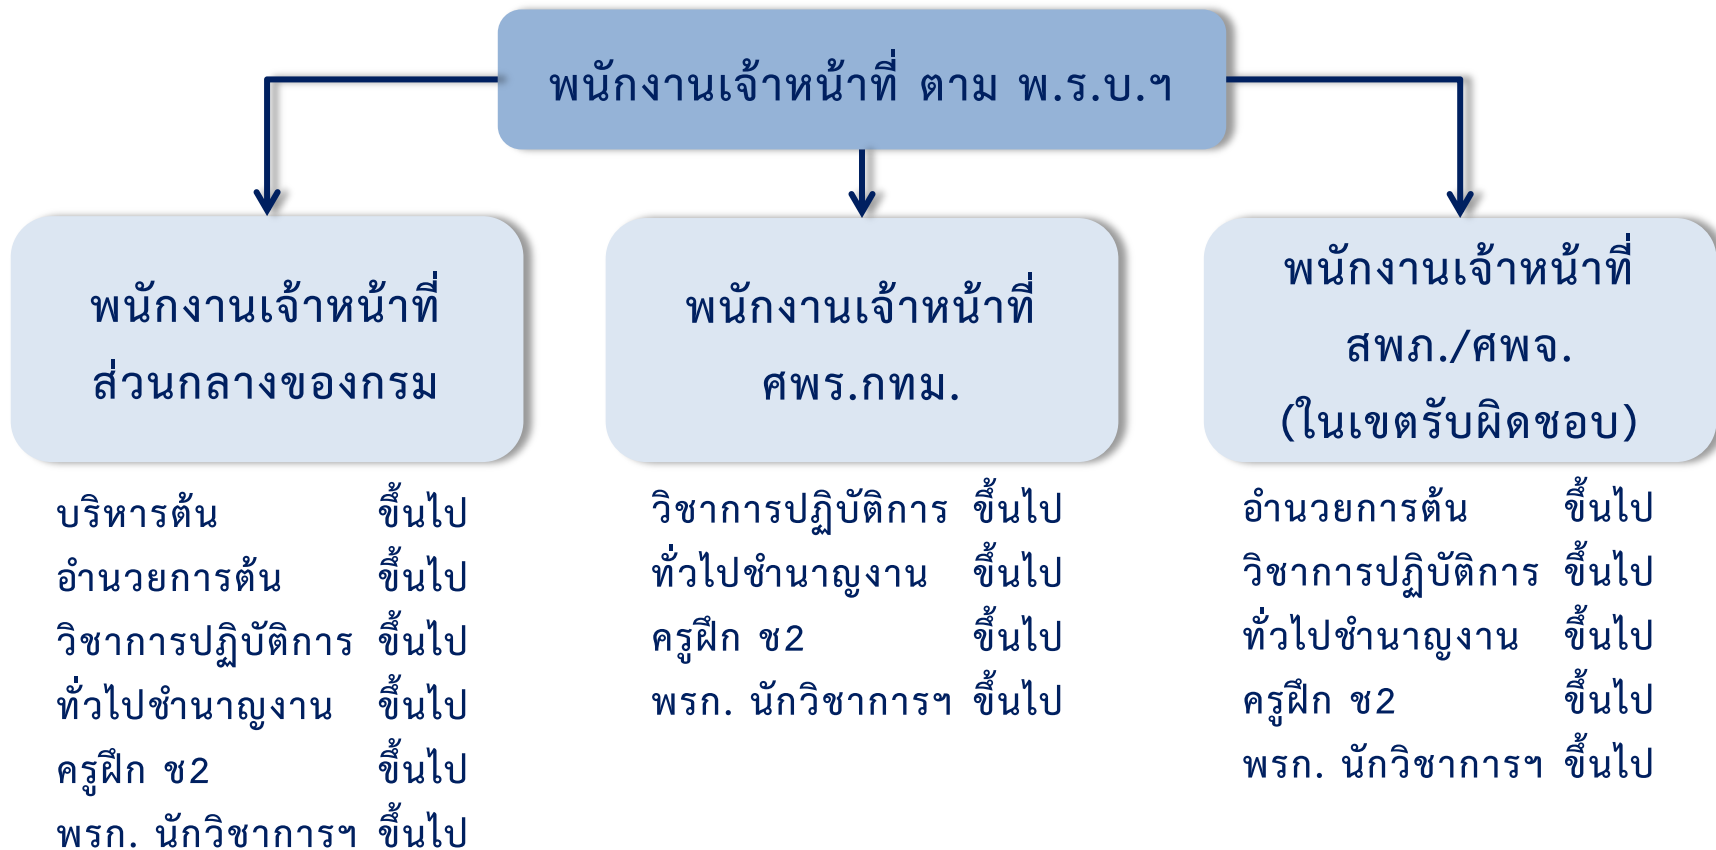 พนักงานเจ้าหน้าที่ ตาม พ.ร.บ.ฯ
พนักงานเจ้าหน้าที่
ส่วนกลางของกรม
บริหารต้น ขึ้นไป
อำนวยการต้น ขึ้นไป
วิชาการปฏิบัติการ ขึ้นไป
ทั่วไปชำนาญงาน ขึ้นไป
ครูฝึก ช2 ขึ้นไป
พรก. นักวิชาการฯ ขึ้นไป
พนักงานเจ้าหน้าที่
ศพร.กทม.
วิชาการปฏิบัติการ ขึ้นไป
ทั่วไปชำนาญงาน ขึ้นไป
ครูฝึก ช2 ขึ้นไป
พรก. นักวิชาการฯ ขึ้นไป
พนักงานเจ้าหน้าที่
สพภ./ศพจ.
(ในเขตรับผิดชอบ)
อำนวยการต้น ขึ้นไป
วิชาการปฏิบัติการ ขึ้นไป
ทั่วไปชำนาญงาน ขึ้นไป
ครูฝึก ช2 ขึ้นไป
พรก. นักวิชาการฯ ขึ้นไป